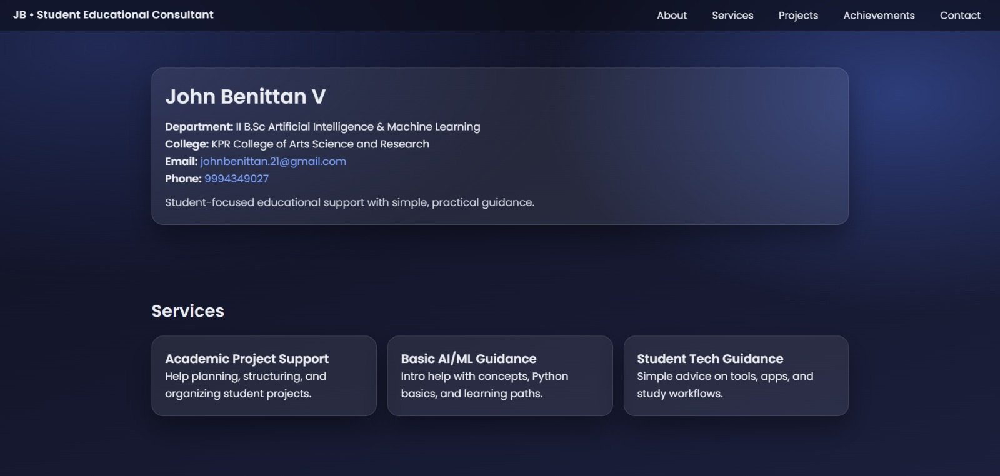 JB • Student Educational Consultant
About Services Projects Achievements Contact
John Benittan V
Department: II B.Sc Artificial Intelligence & Machine Learning
College: KPR College of Arts Science and Research
Email: johnbenittan.21@gmail.com
Phone: 9994349027
Student-focused educational support with simple, practical guidance.
Services
Academic Project Support
Help planning, structuring, and
organizing student projects.
Basic AI/ML Guidance
Intro help with concepts, Python
basics, and learning paths.
Student Tech Guidance
Simple advice on tools, apps, and
study workflows.